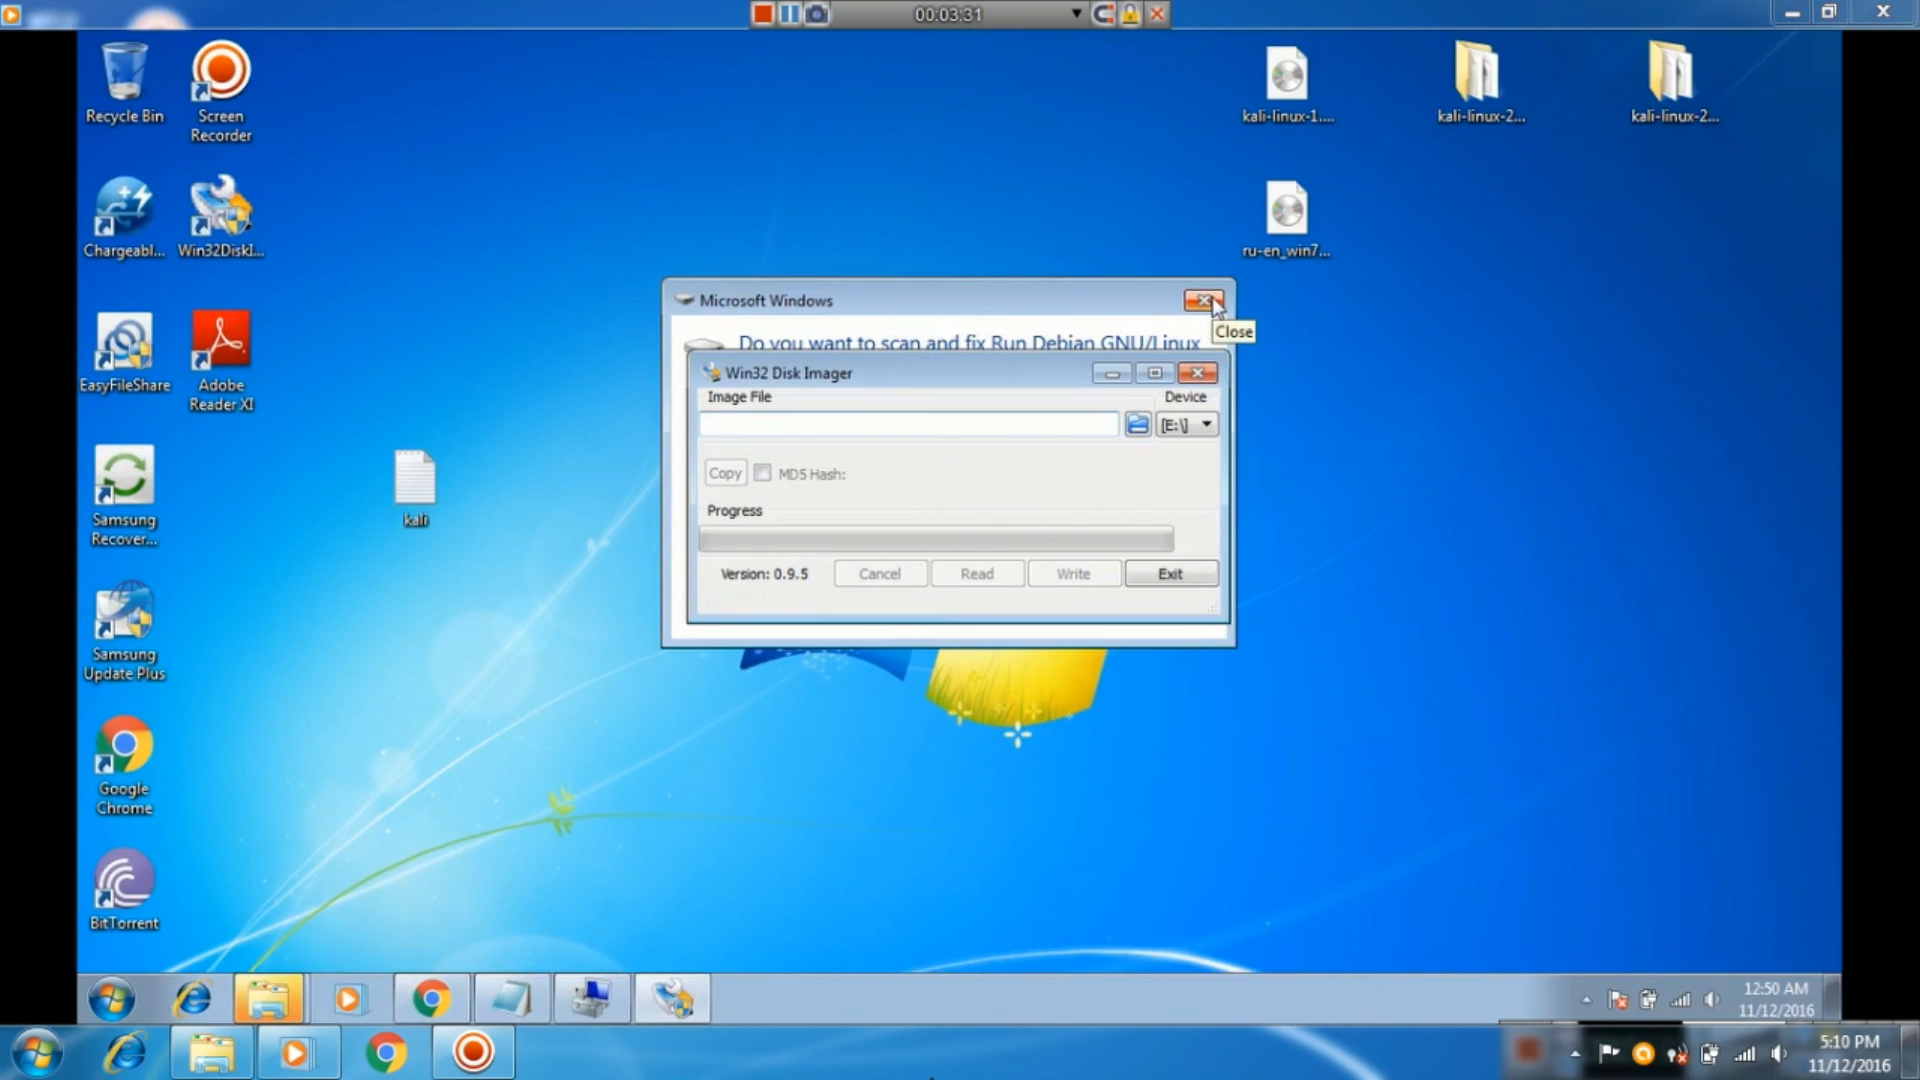 00:03:31
Recycle Bin
Screen
Recorder
kali-linux-1....
kali-linux-2...
kali-linux-2...
Chargeabl...
Win32DiskI...
ru-en_win7...
Microsoft Windows
Close
Do you want to scan and fix Run Debian GNU/Linux
Win32 Disk Imager
Image File
Device
[E:\]
EasyFileShare
Adobe
Reader XI
Copy
MD5 Hash:
Progress
Version: 0.9.5
Cancel
Read
Write
Exit
Samsung
Recover...
kali
Samsung
Update Plus
Google
Chrome
BitTorrent
12:50 AM
11/12/2016
5:10 PM
11/12/2016